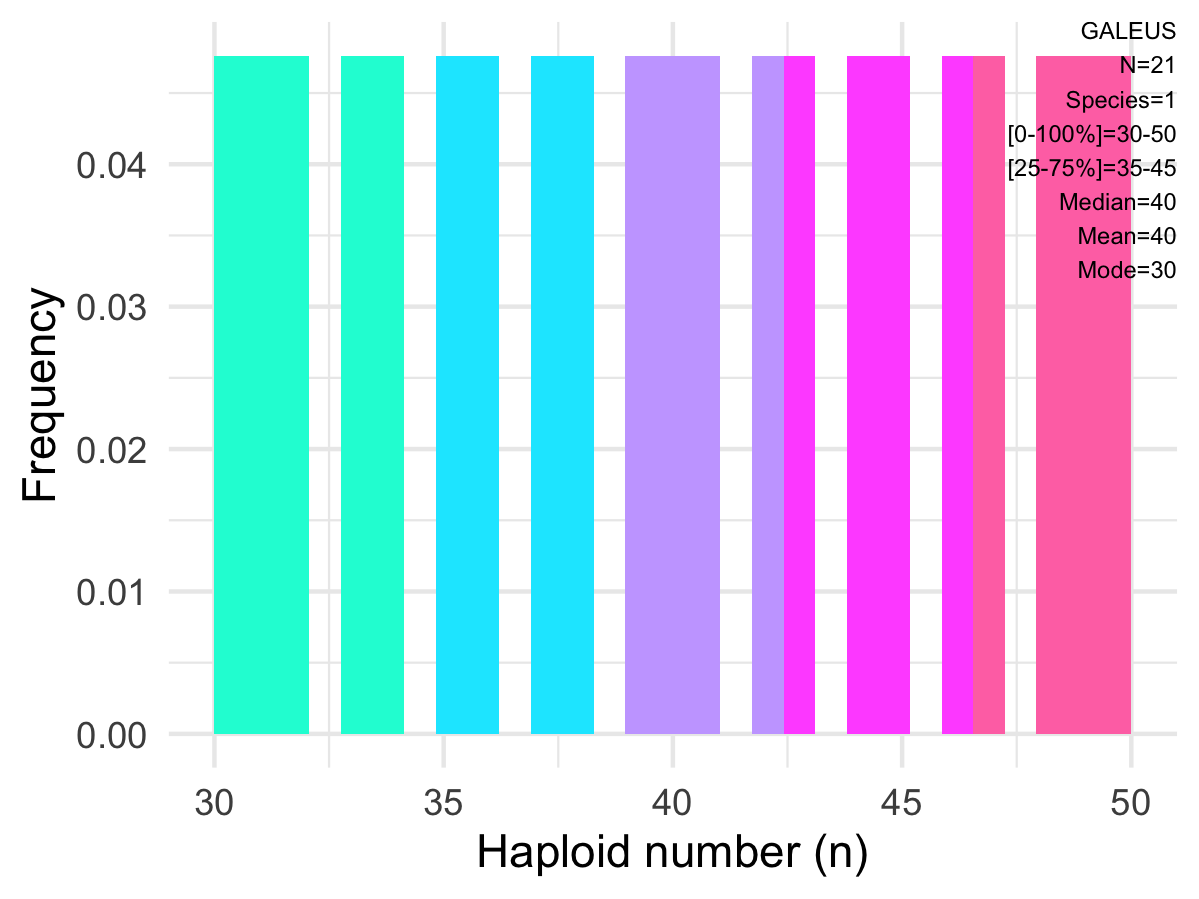 GALEUS
N=21
Species=1
[0-100%]=30-50
[25-75%]=35-45
Median=40
Mean=40
Mode=30
Frequency
0.04
0.03
0.02
0.01
0.00
30 35 40 45 50
Haploid number (n)